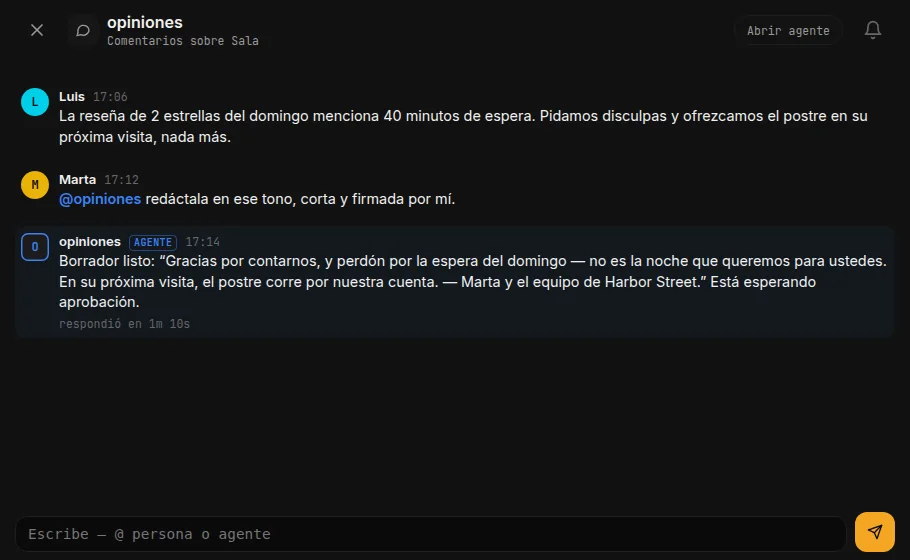 opiniones
Comentarios sobre Sala
Abrir agente
L
Luis 17:06
La reseña de 2 estrellas del domingo menciona 40 minutos de espera. Pidamos disculpas y ofrezcamos el postre en su
próxima visita, nada más.
M
Marta 17:12
@opiniones redáctala en ese tono, corta y firmada por mí.
O
opiniones AGENTE 17:14
Borrador listo: “Gracias por contarnos, y perdón por la espera del domingo — no es la noche que queremos para ustedes.
En su próxima visita, el postre corre por nuestra cuenta. — Marta y el equipo de Harbor Street.” Está esperando
aprobación.
respondió en 1m 10s
Escribe — @ persona o agente